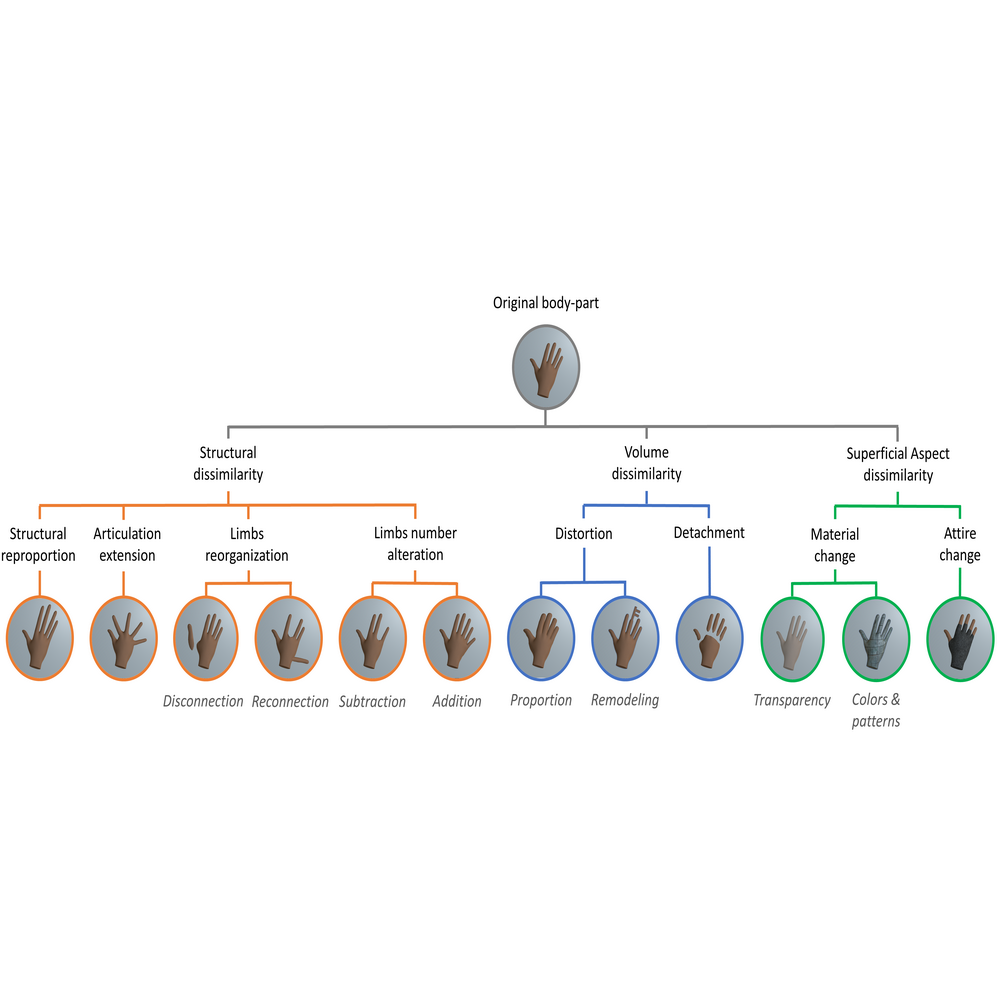 Original body-part
Structural
dissimilarity
Volume
dissimilarity
Superficial Aspect
dissimilarity
Structural
reproportion
Articulation
extension
Limbs
reorganization
Limbs number
alteration
Distortion
Detachment
Material
change
Attire
change
Disconnection
Reconnection
Subtraction
Addition
Proportion
Remodeling
Transparency
Colors &
patterns